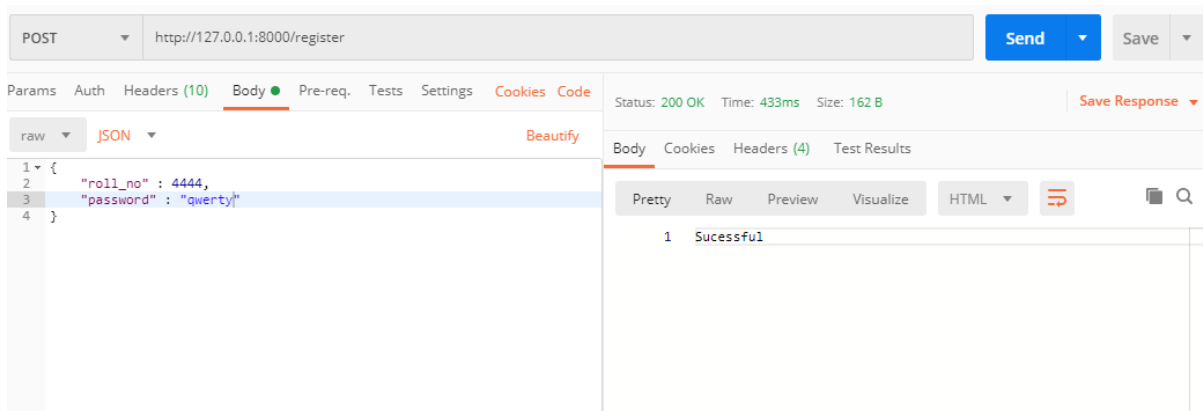 POST http://127.0.0.1:8000/register Send Save
Params Auth Headers (10) Body Pre-req. Tests Settings Cookies Code
raw JSON Beautify
1 {
2 "roll_no" : 4444,
3 "password" : "qwerty"
4 }
Status: 200 OK Time: 433ms Size: 162 B Save Response
Body Cookies Headers (4) Test Results
Pretty Raw Preview Visualize HTML
1 Sucessful